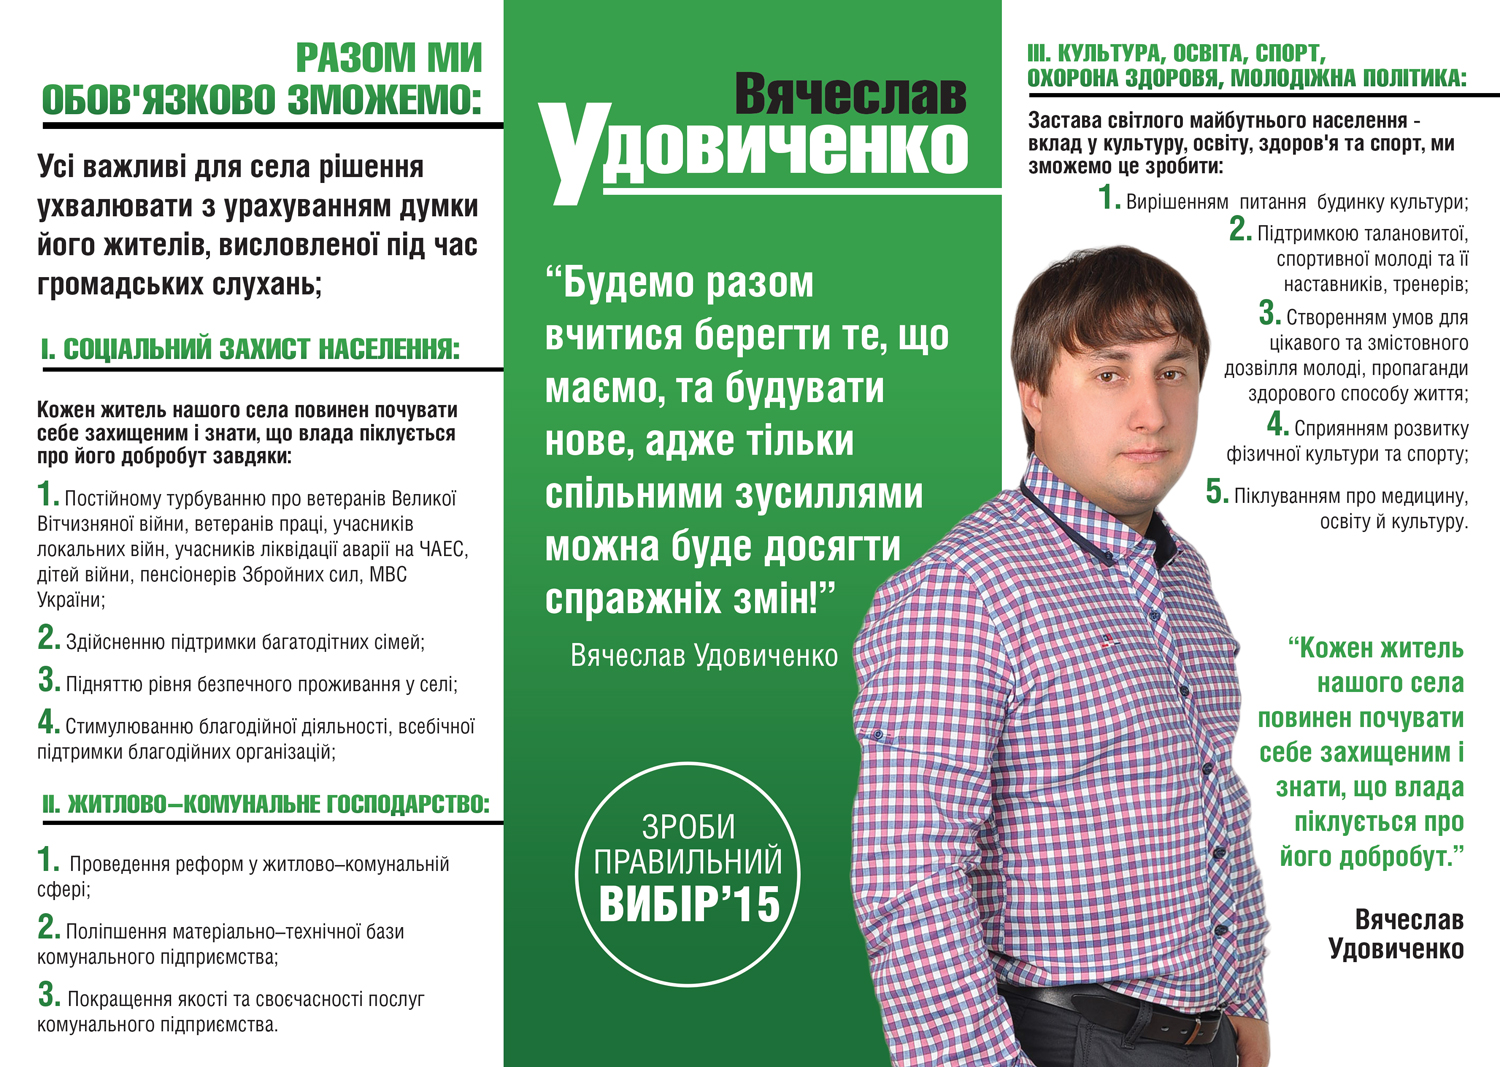 РАЗОМ МИ
ОБОВ'ЯЗКОВО ЗМОЖЕМО:
Усі важливі для села рішення
ухвалювати з урахуванням думки
його жителів, висловленої під час
громадських слухань;
І. СОЦІАЛЬНИЙ ЗАХИСТ НАСЕЛЕННЯ:
Кожен житель нашого села повинен почувати
себе захищеним і знати, що влада піклується
про його добробут завдяки:
1. Постійному турбуванню про ветеранів Великої
Вітчизняної війни, ветеранів праці, учасників
локальних війн, учасників ліквідації аварії на ЧАЕС,
дітей війни, пенсіонерів Збройних сил, МВС
України;
2. Здійсненню підтримки багатодітних сімей;
3. Підняттю рівня безпечного проживання у селі;
4. Стимулюванню благодійної діяльності, всебічної
підтримки благодійних організацій;
ІІ. ЖИТЛОВО–КОМУНАЛЬНЕ ГОСПОДАРСТВО:
1. Проведення реформ у житлово–комунальній
сфері;
2. Поліпшення матеріально–технічної бази
комунального підприємства;
3. Покращення якості та своєчасності послуг
комунального підприємства.
Вячеслав
Удовиченко
“Будемо разом
вчитися берегти те, що
маємо, та будувати
нове, адже тільки
спільними зусиллями
можна буде досягти
справжніх змін!”
Вячеслав Удовиченко
ЗРОБИ
ПРАВИЛЬНИЙ
ВИБІР’15
ІІІ. КУЛЬТУРА, ОСВІТА, СПОРТ,
ОХОРОНА ЗДОРОВЯ, МОЛОДІЖНА ПОЛІТИКА:
Застава світлого майбутнього населення -
вклад у культуру, освіту, здоров'я та спорт, ми
зможемо це зробити:
1. Вирішенням питання будинку культури;
2. Підтримкою талановитої,
спортивної молоді та її
наставників, тренерів;
3. Створенням умов для
цікавого та змістовного
дозвілля молоді, пропаганди
здорового способу життя;
4. Сприянням розвитку
фізичної культури та спорту;
5. Піклуванням про медицину,
освіту й культуру.
“Кожен житель
нашого села
повинен почувати
себе захищеним і
знати, що влада
піклується про
його добробут.”
Вячеслав
Удовиченко